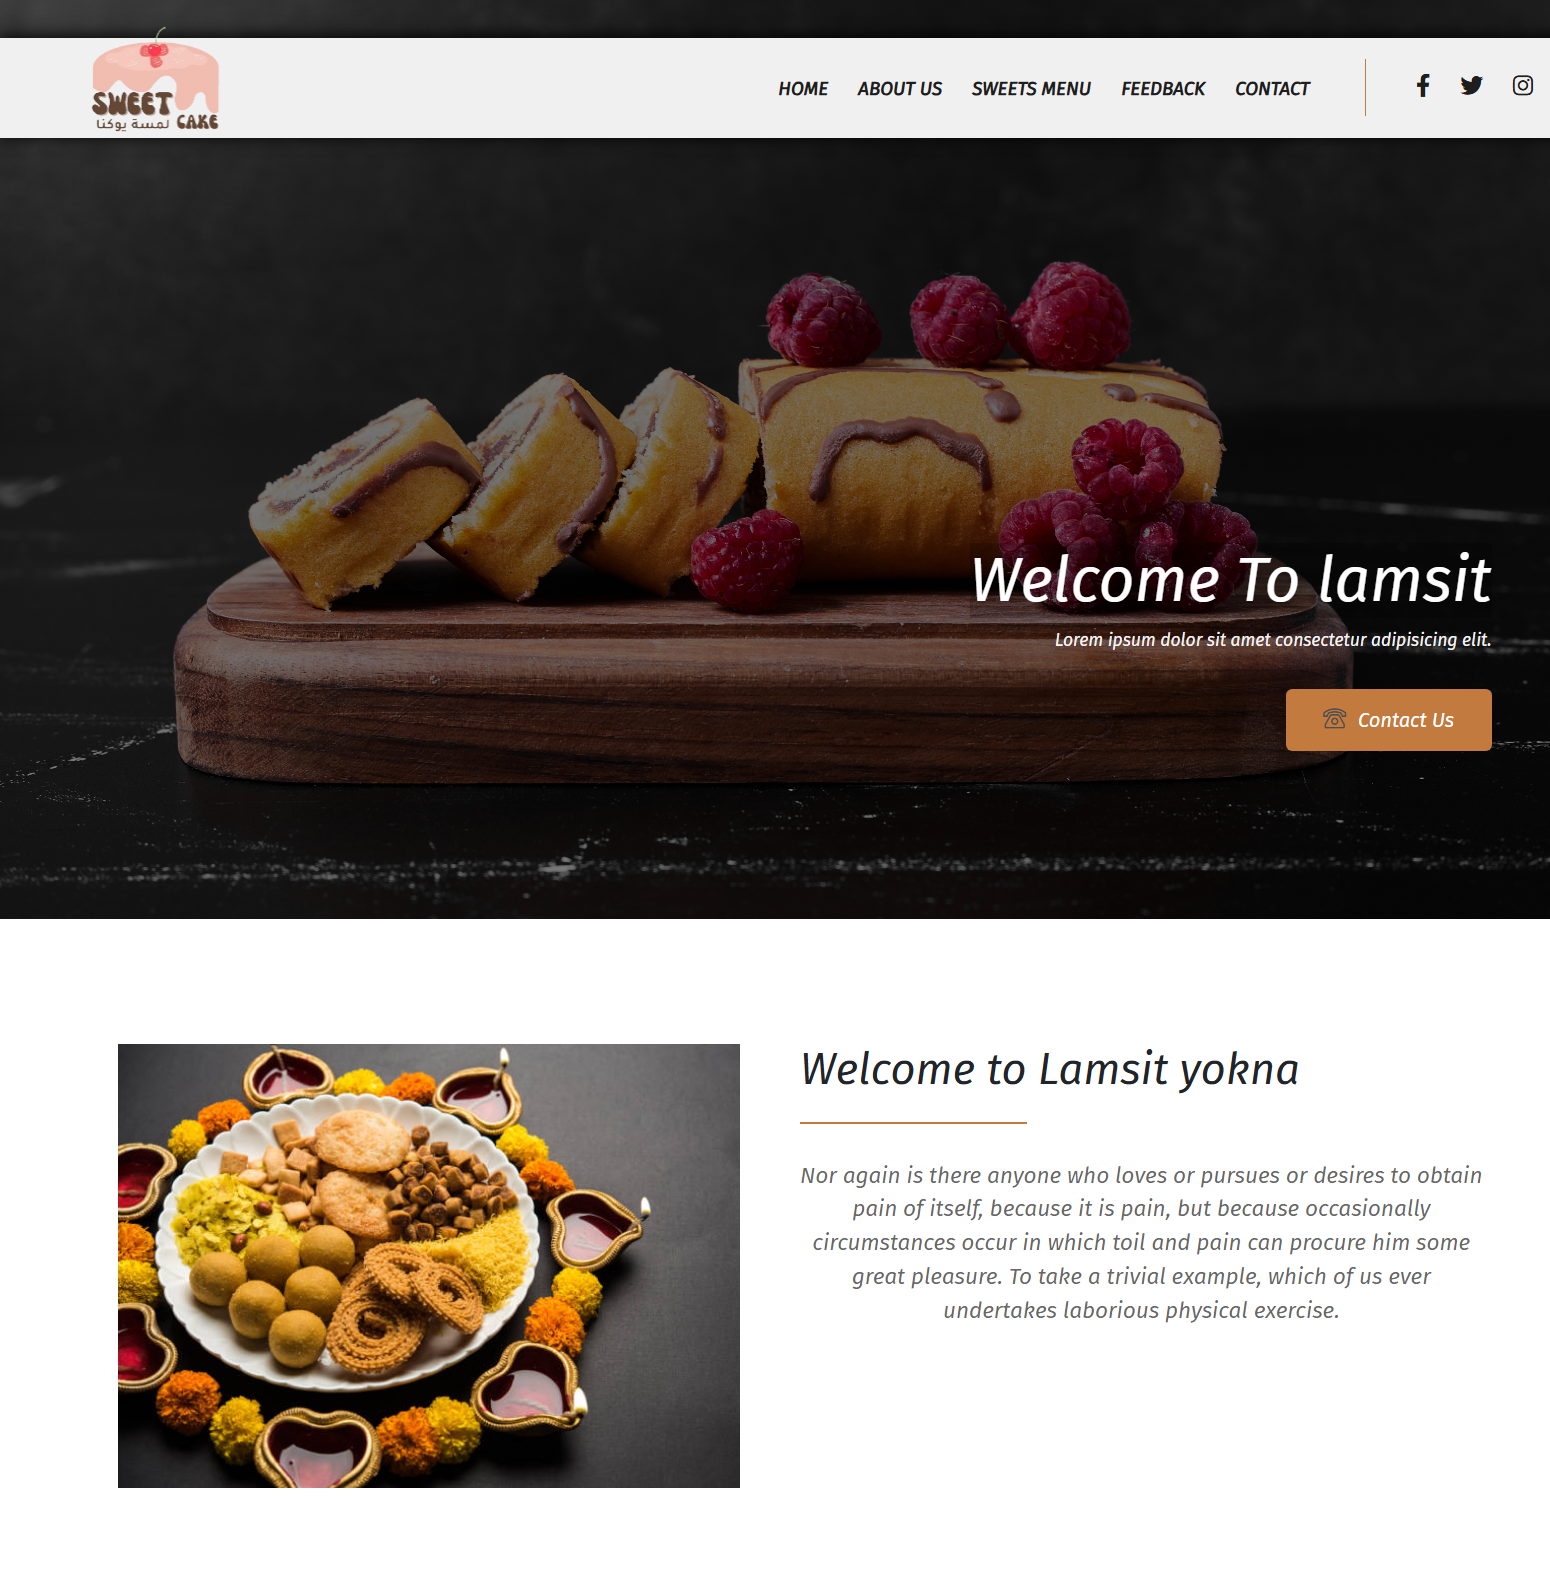 SWEET
لمسة يوكنا CAKE
HOME ABOUT US SWEETS MENU FEEDBACK CONTACT
Welcome To lamsit
Lorem ipsum dolor sit amet consectetur adipisicing elit.
Contact Us
Welcome to Lamsit yokna
Nor again is there anyone who loves or pursues or desires to obtain
pain of itself, because it is pain, but because occasionally
circumstances occur in which toil and pain can procure him some
great pleasure. To take a trivial example, which of us ever
undertakes laborious physical exercise.